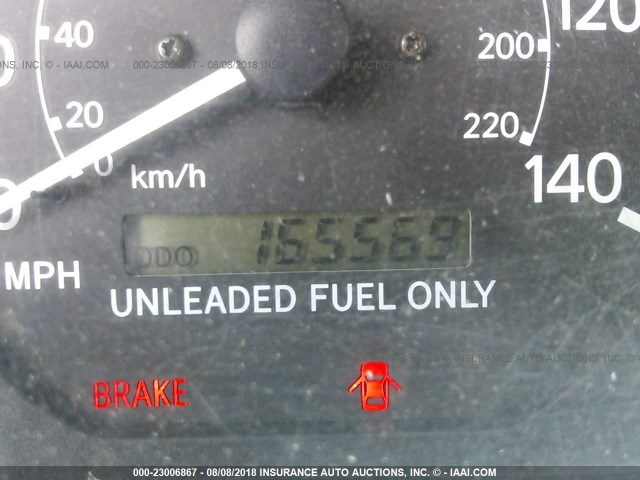 40
120
200
20
220
0
0
km/h
140
ODO 165569
MPH
UNLEADED FUEL ONLY
BRAKE
000-23006867 - 08/08/2018 INSURANCE AUTO AUCTIONS, INC. © - IAAI.COM